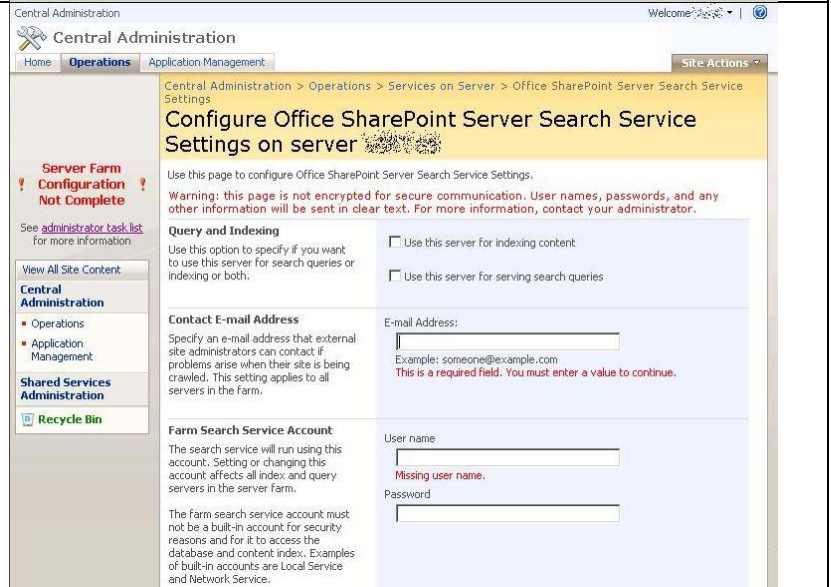 Central Administration
Welcome
Central Administration
Home Operations Application Management
Site Actions
Central Administration > Operations > Services on Server > Office SharePoint Server Search Service
Settings
Configure Office SharePoint Server Search Service
Settings on server
Server Farm
! Configuration !
Not Complete
See administrator task list
for more information
View All Site Content
Central
Administration
Operations
Application
Management
Shared Services
Administration
Recycle Bin
Use this page to configure Office SharePoint Server Search Service Settings.
Warning: this page is not encrypted for secure communication. User names, passwords, and any
other information will be sent in clear text. For more information, contact your administrator.
Query and Indexing
Use this option to specify if you want
to use this server for search queries or
indexing or both.
Use this server for indexing content
Use this server for serving search queries
Contact E-mail Address
Specify an e-mail address that external
site administrators can contact if
problems arise when their site is being
crawled. This setting applies to all
servers in the farm.
E-mail Address:
Example: someone@example.com
This is a required field. You must enter a value to continue.
Farm Search Service Account
The search service will run using this
account. Setting or changing this
account affects all index and query
servers in the server farm.
The farm search service account must
not be a built-in account for security
reasons and for it to access the
database and content index. Examples
of built-in accounts are Local Service
and Network Service.
User name
Missing user name.
Password